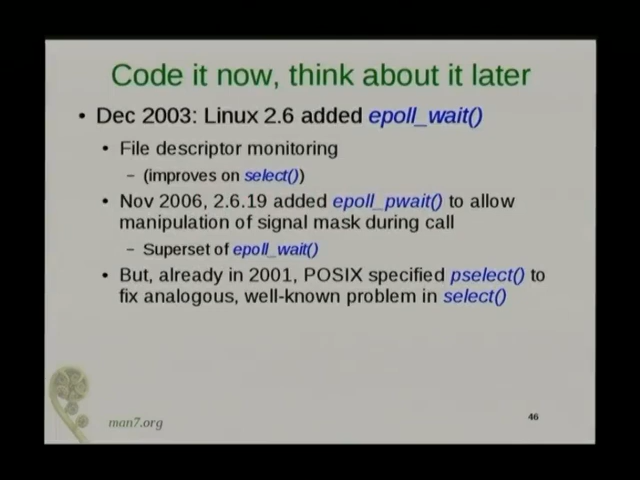 Code it now, think about it later
• Dec 2003: Linux 2.6 added epoll_wait()
• File descriptor monitoring
– (improves on select())
• Nov 2006, 2.6.19 added epoll_pwait() to allow
manipulation of signal mask during call
– Superset of epoll_wait()
• But, already in 2001, POSIX specified pselect() to
fix analogous, well-known problem in select()
man7.org
46